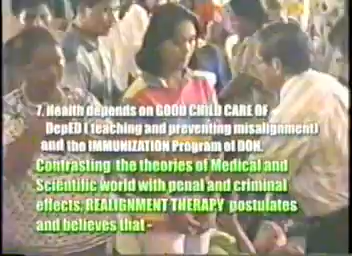 7. Health depends on GOOD CHILD CARE OF
DepED ( teaching and preventing misalignment)
and the IMMUNIZATION Program of DOH.
Contrasting the theories of Medical and
Scientific world with penal and criminal
effects, REALIGNMENT THERAPY postulates
and believes that -